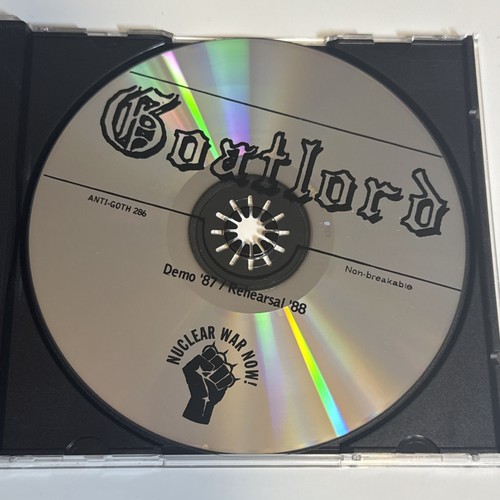 Goatlord
ANTI-GOTH 286
Non-breakable
Demo '87 / Rehearsal '88
NUCLEAR WAR NOW!